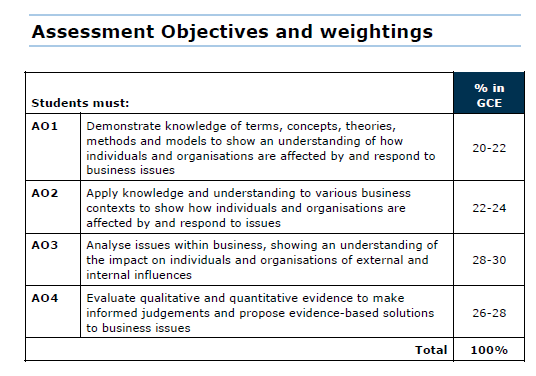 Assessment Objectives and weightings
Students must:
% in
GCE
AO1
Demonstrate knowledge of terms, concepts, theories,
methods and models to show an understanding of how
individuals and organisations are affected by and respond to
business issues
20-22
AO2
Apply knowledge and understanding to various business
contexts to show how individuals and organisations are
affected by and respond to issues
22-24
AO3
Analyse issues within business, showing an understanding of
the impact on individuals and organisations of external and
internal influences
28-30
AO4
Evaluate qualitative and quantitative evidence to make
informed judgements and propose evidence-based solutions
to business issues
26-28
Total
100%